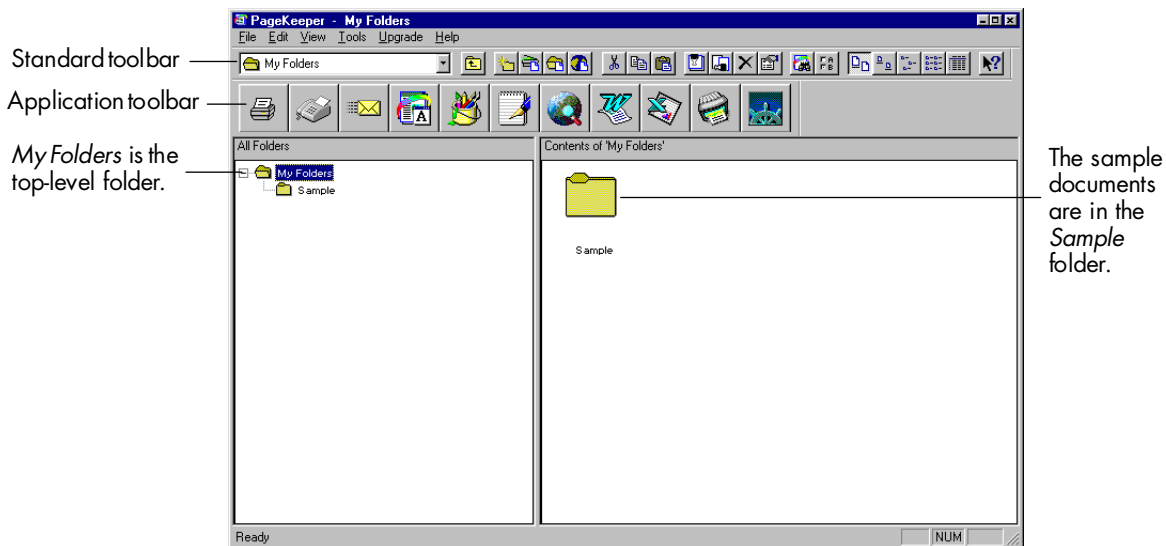 PageKeeper - My Folders
File Edit View Tools Upgrade Help
Standard toolbar
My Folders
Application toolbar
All Folders
Contents of 'My Folders'
My Folders is the
top-level folder.
My Folders
Sample
Sample
The sample
documents
are in the
Sample
folder.
Ready
NUM